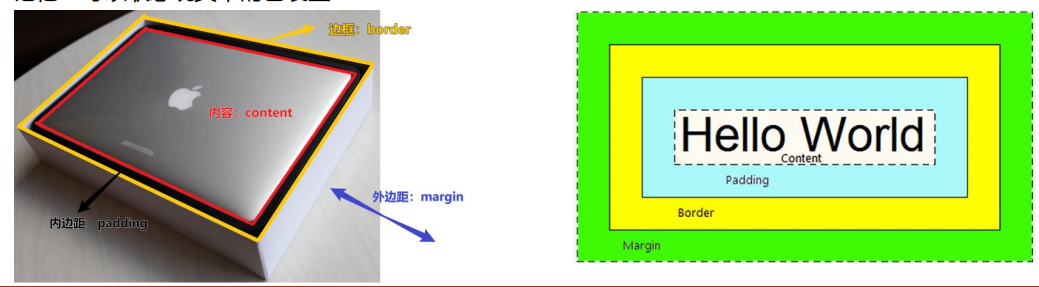 边框：border
内容：content
外边距：margin
内边距：padding
Hello World
Content
Padding
Border
Margin